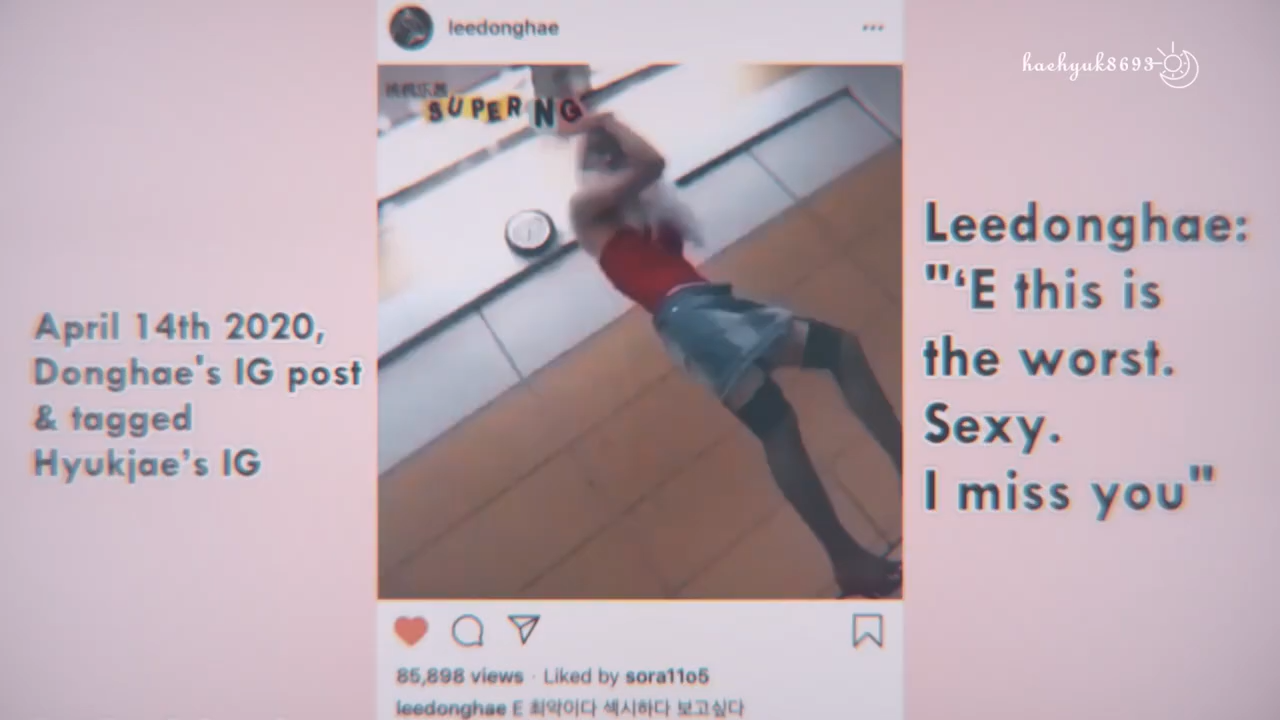 leedonghae
haehyuk8693
SUPER NG
April 14th 2020,
Donghae's IG post
& tagged
Hyukjae's IG
Leedonghae:
"‘E this is
the worst.
Sexy.
I miss you"
85,898 views · Liked by sora11o5
leedonghae E 최악이다 섹시하다 보고싶다